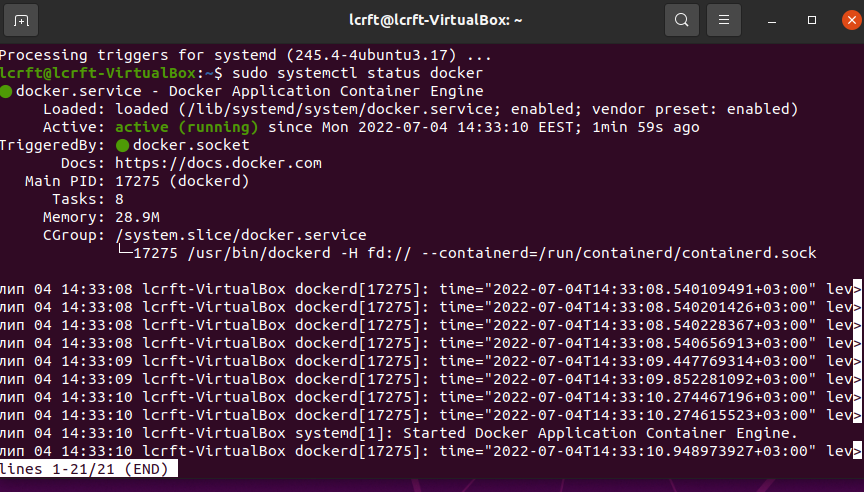 lcrft@lcrft-VirtualBox: ~
Processing triggers for systemd (245.4-4ubuntu3.17) ...
lcrft@lcrft-VirtualBox:~$ sudo systemctl status docker
● docker.service - Docker Application Container Engine
Loaded: loaded (/lib/systemd/system/docker.service; enabled; vendor preset: enabled)
Active: active (running) since Mon 2022-07-04 14:33:10 EEST; 1min 59s ago
TriggeredBy: ● docker.socket
Docs: https://docs.docker.com
Main PID: 17275 (dockerd)
Tasks: 8
Memory: 28.9M
CGroup: /system.slice/docker.service
└─17275 /usr/bin/dockerd -H fd:// --containerd=/run/containerd/containerd.sock
лип 04 14:33:08 lcrft-VirtualBox dockerd[17275]: time="2022-07-04T14:33:08.540109491+03:00" lev>
лип 04 14:33:08 lcrft-VirtualBox dockerd[17275]: time="2022-07-04T14:33:08.540201426+03:00" lev>
лип 04 14:33:08 lcrft-VirtualBox dockerd[17275]: time="2022-07-04T14:33:08.540228367+03:00" lev>
лип 04 14:33:08 lcrft-VirtualBox dockerd[17275]: time="2022-07-04T14:33:08.540656913+03:00" lev>
лип 04 14:33:09 lcrft-VirtualBox dockerd[17275]: time="2022-07-04T14:33:09.447769314+03:00" lev>
лип 04 14:33:09 lcrft-VirtualBox dockerd[17275]: time="2022-07-04T14:33:09.852281092+03:00" lev>
лип 04 14:33:10 lcrft-VirtualBox dockerd[17275]: time="2022-07-04T14:33:10.274467196+03:00" lev>
лип 04 14:33:10 lcrft-VirtualBox dockerd[17275]: time="2022-07-04T14:33:10.274615523+03:00" lev>
лип 04 14:33:10 lcrft-VirtualBox systemd[1]: Started Docker Application Container Engine.
лип 04 14:33:10 lcrft-VirtualBox dockerd[17275]: time="2022-07-04T14:33:10.948973927+03:00" lev>
lines 1-21/21 (END)